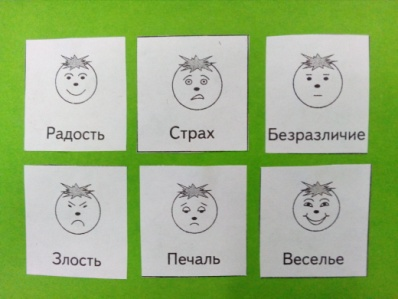 Радость
Страх
Безразличие
Злость
Печаль
Веселье